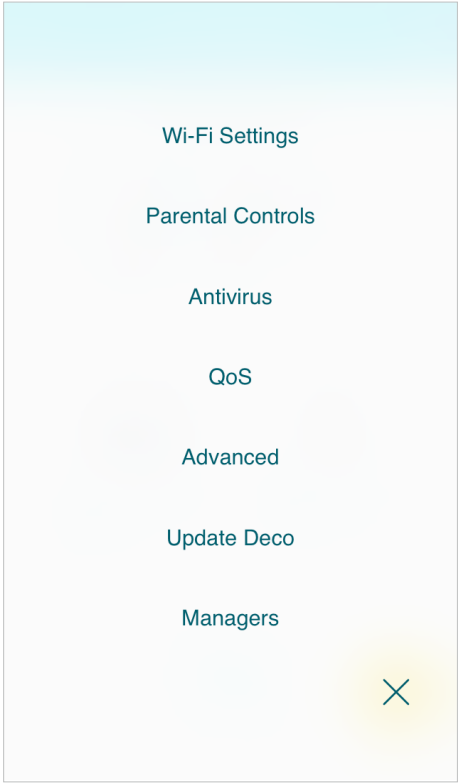 Wi-Fi Settings
Parental Controls
Antivirus
QoS
Advanced
Update Deco
Managers